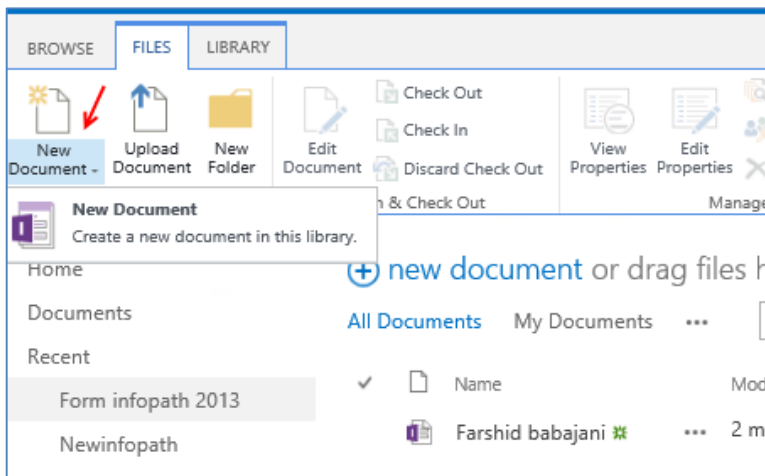 BROWSE FILES LIBRARY
New Document
Upload Document
New Folder
Edit Document
Check Out
Check In
Discard Check Out
View Properties
Edit Properties
& Check Out
Manage
New Document
Create a new document in this library.
Home
Documents
Recent
Form infopath 2013
Newinfopath
new document or drag files h
All Documents My Documents ...
Name Mod
Farshid babajani ... 2 m